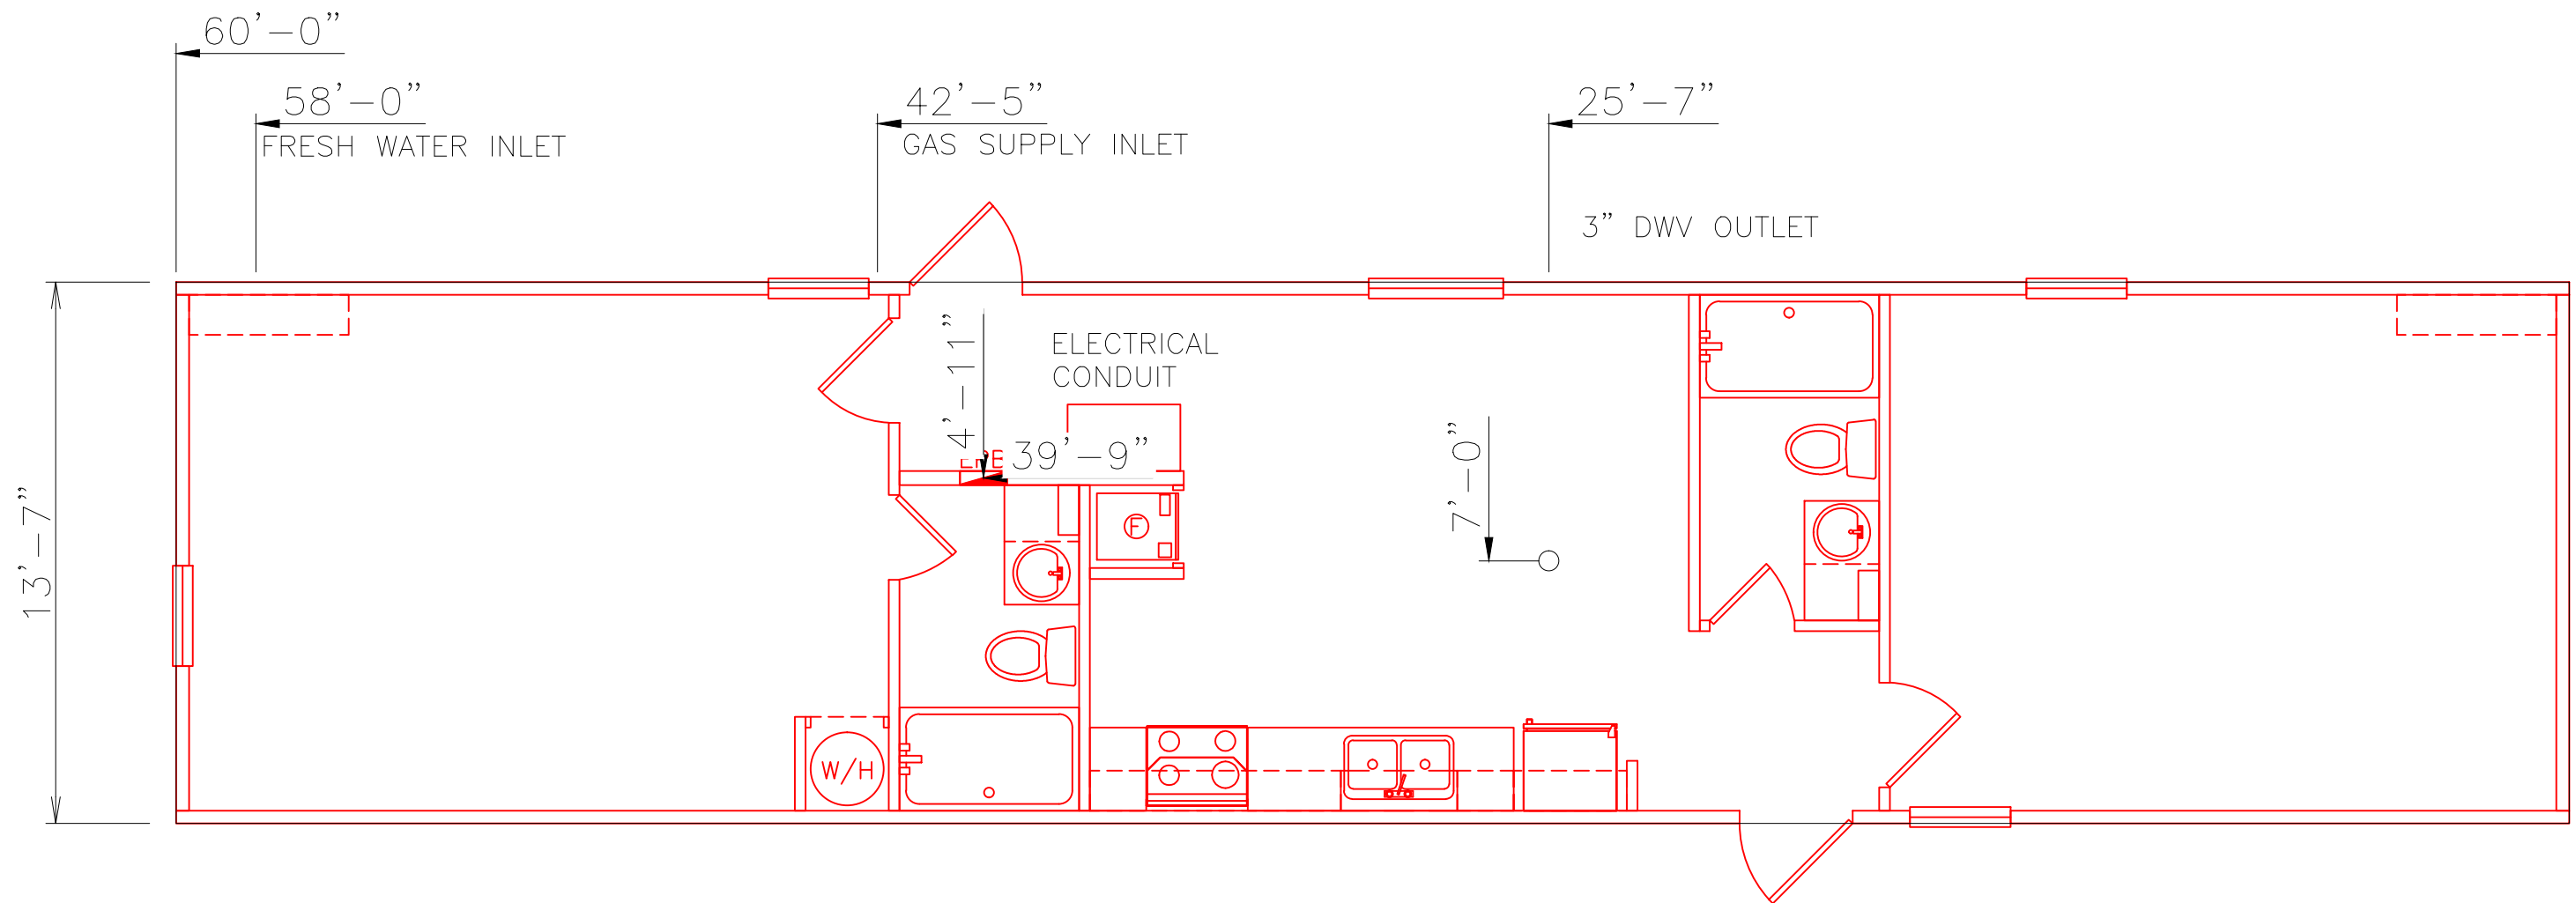 60'-0"
58'-0"
FRESH WATER INLET
42'-5"
GAS SUPPLY INLET
25'-7"
3" DWV OUTLET
4'-11"
ELECTRICAL
CONDUIT
39'-9"
7'-0"
13'-7"
F
W/H